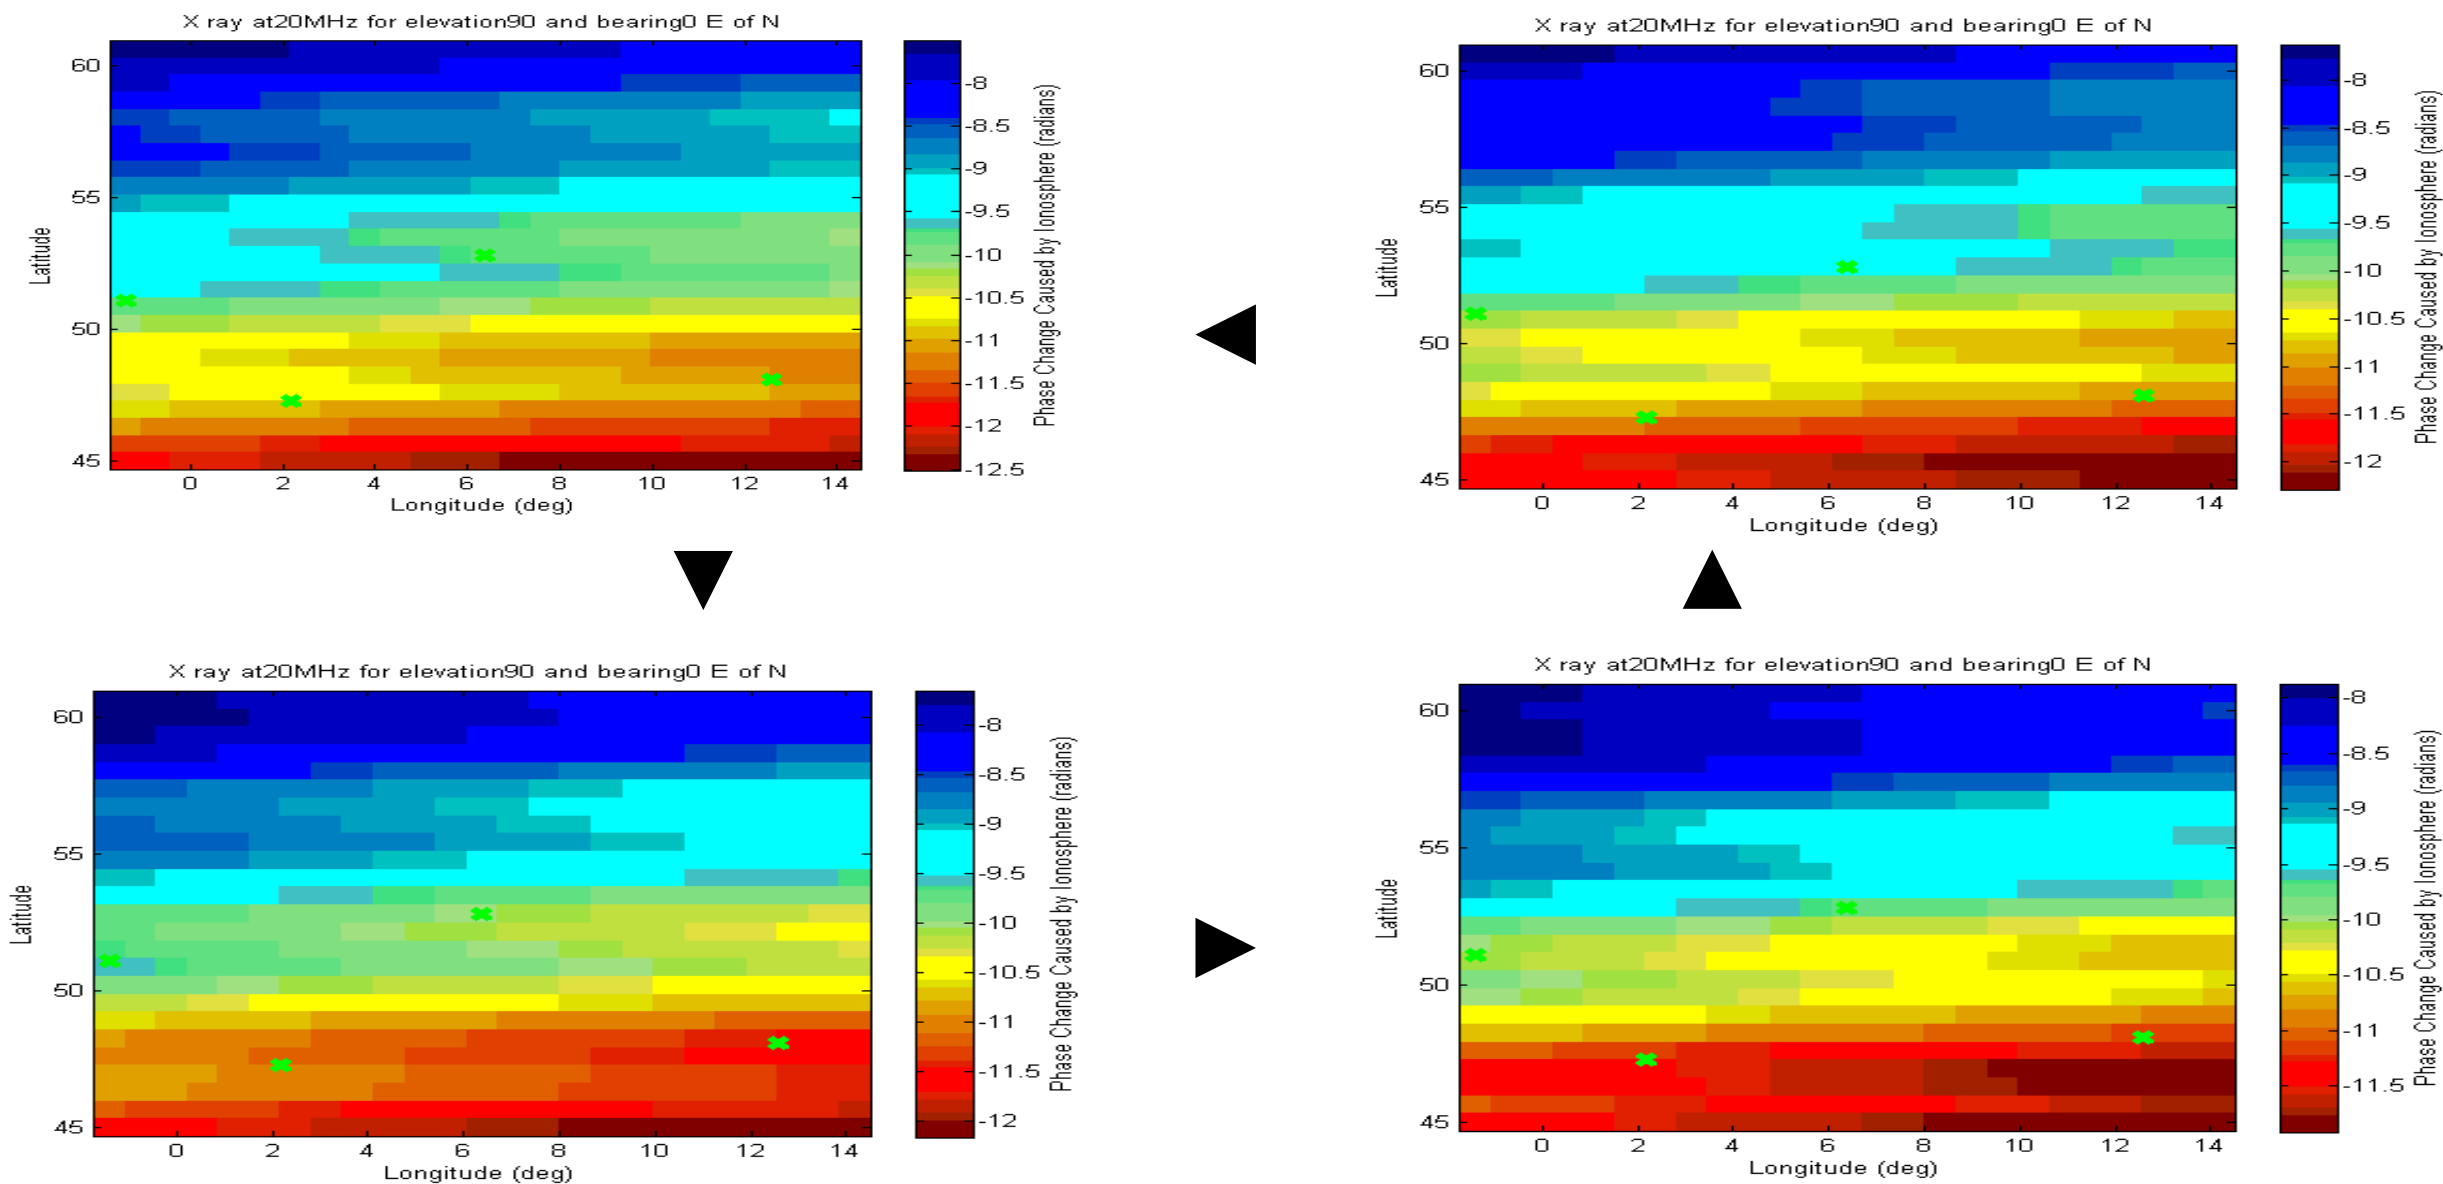 X ray at20MHz for elevation90 and bearing0 E of N
60
55
50
45
Latitude
0 2 4 6 8 10 12 14
Longitude (deg)
-8
-8.5
-9
-9.5
-10
-10.5
-11
-11.5
-12
-12.5
Phase Change Caused by Ionosphere (radians)
X ray at20MHz for elevation90 and bearing0 E of N
60
55
50
45
Latitude
0 2 4 6 8 10 12 14
Longitude (deg)
-8
-8.5
-9
-9.5
-10
-10.5
-11
-11.5
-12
Phase Change Caused by Ionosphere (radians)
X ray at20MHz for elevation90 and bearing0 E of N
60
55
50
45
Latitude
0 2 4 6 8 10 12 14
Longitude (deg)
-8
-8.5
-9
-9.5
-10
-10.5
-11
-11.5
-12
Phase Change Caused by Ionosphere (radians)
X ray at20MHz for elevation90 and bearing0 E of N
60
55
50
45
Latitude
0 2 4 6 8 10 12 14
Longitude (deg)
-8
-8.5
-9
-9.5
-10
-10.5
-11
-11.5
Phase Change Caused by Ionosphere (radians)